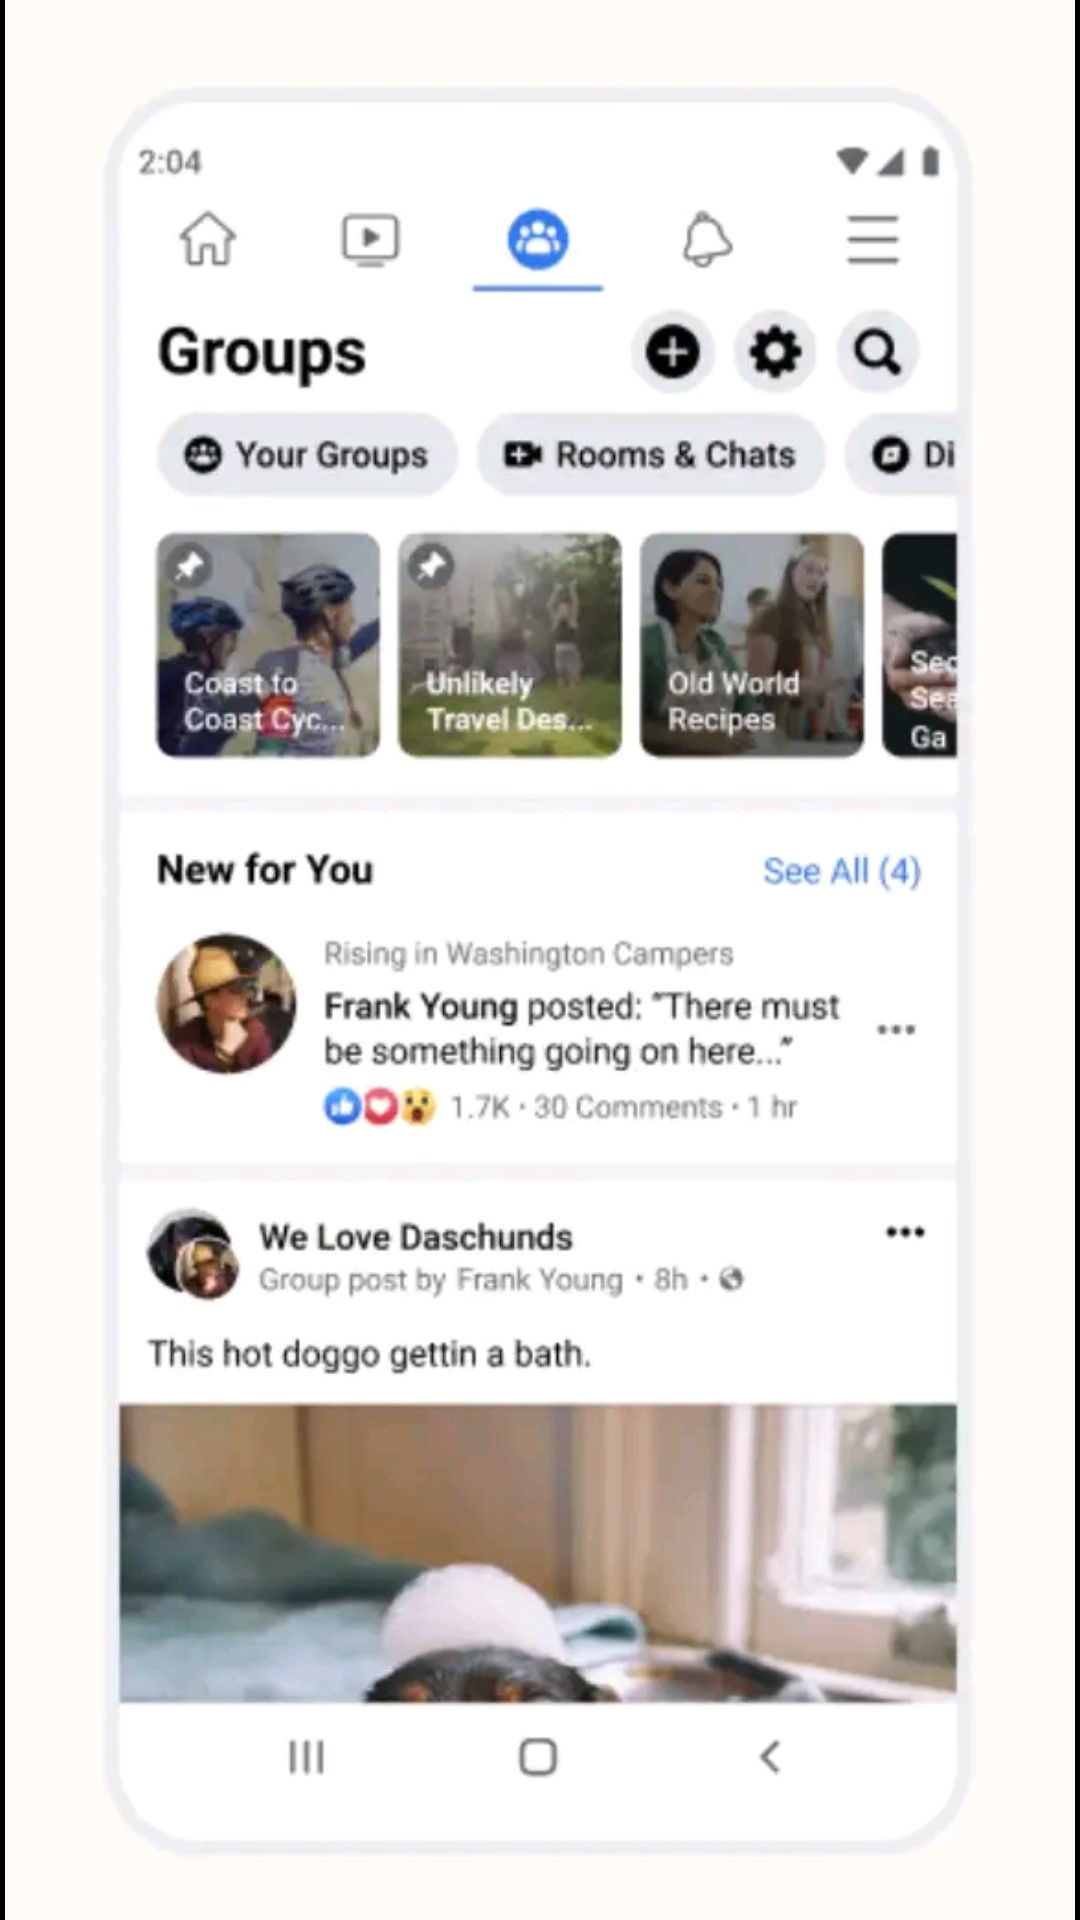 2:04
Groups
Your Groups
Rooms & Chats
Di
Coast to
Coast Cyc...
Unlikely
Travel Des...
Old World
Recipes
Sec
Sea
Ga
New for You
See All (4)
Rising in Washington Campers
Frank Young posted: “There must
be something going on here...”
1.7K · 30 Comments · 1 hr
We Love Daschunds
Group post by Frank Young · 8h ·
This hot doggo gettin a bath.